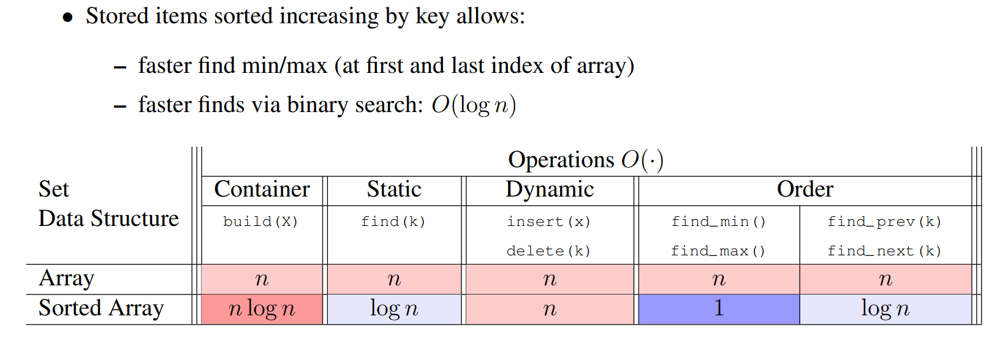 • Stored items sorted increasing by key allows:
– faster find min/max (at first and last index of array)
– faster finds via binary search: O(log n)
Operations O(·)
Set Container Static Dynamic Order
Data Structure build(X) find(k) insert(x) find_min() find_prev(k)
delete(k) find_max() find_next(k)
Array n n n n n
Sorted Array n log n log n n 1 log n